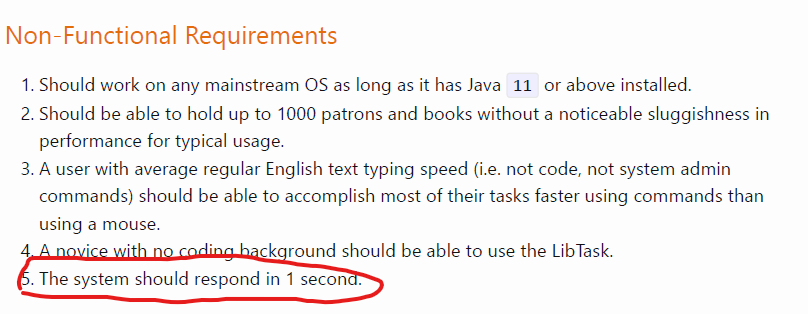 Non-Functional Requirements
1. Should work on any mainstream OS as long as it has Java 11 or above installed.
2. Should be able to hold up to 1000 patrons and books without a noticeable sluggishness in
performance for typical usage.
3. A user with average regular English text typing speed (i.e. not code, not system admin
commands) should be able to accomplish most of their tasks faster using commands than
using a mouse.
4. A novice with no coding background should be able to use the LibTask.
5. The system should respond in 1 second.